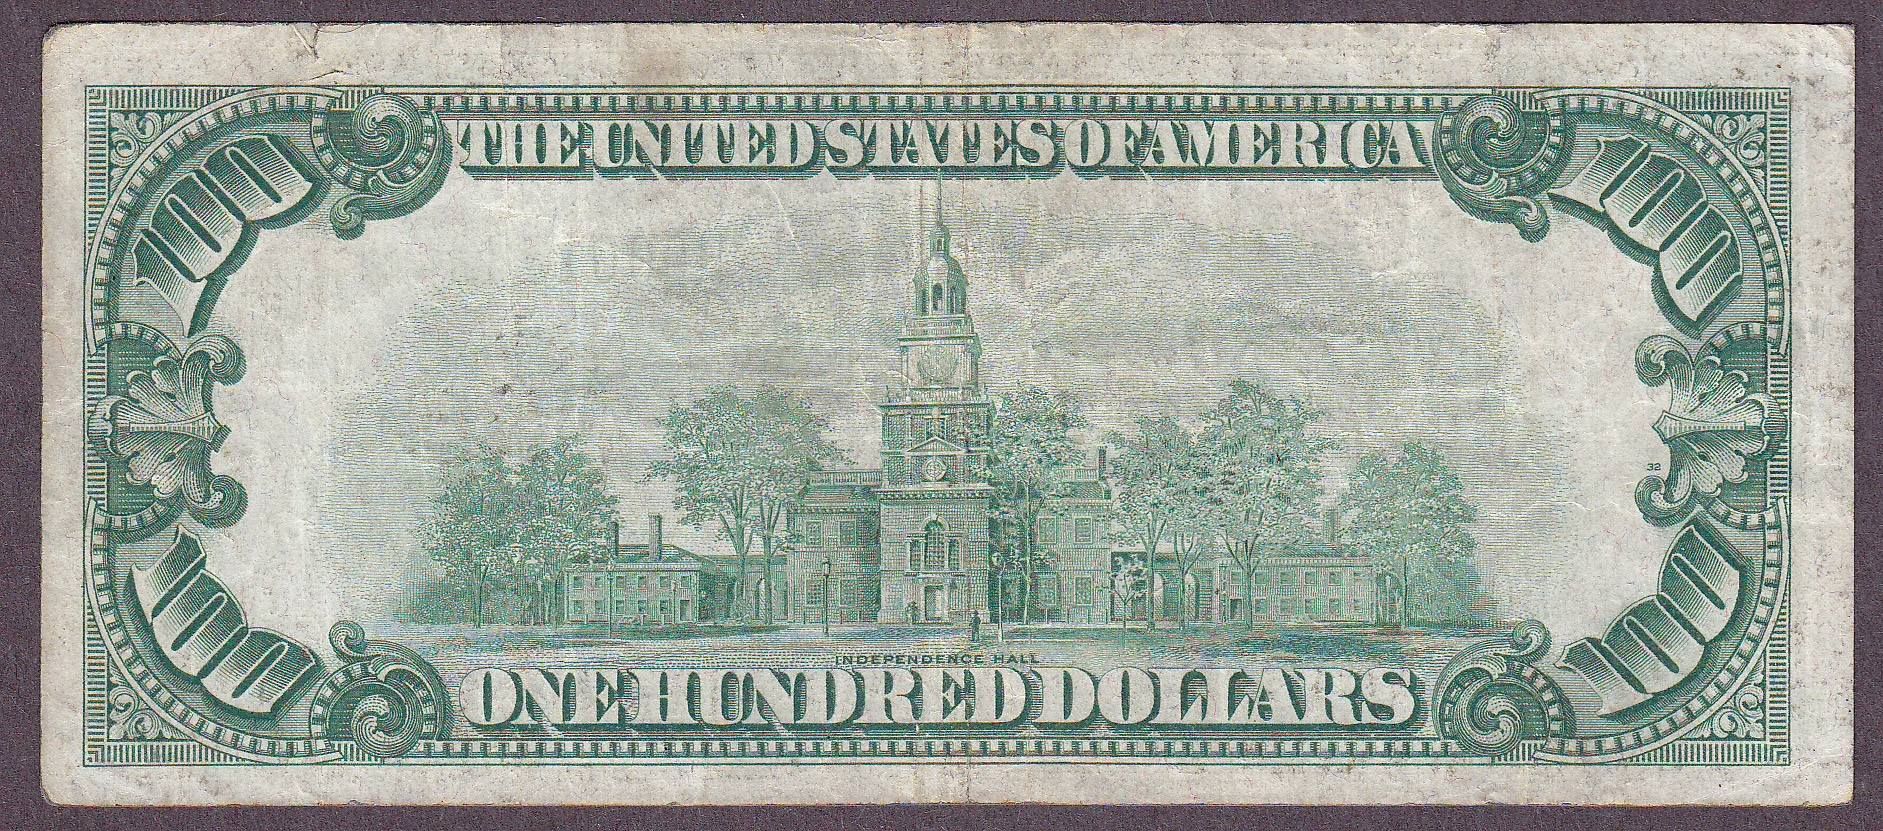 THE UNITED STATES OF AMERICA
100
100
32
INDEPENDENCE HALL
100
100
ONE HUNDRED DOLLARS